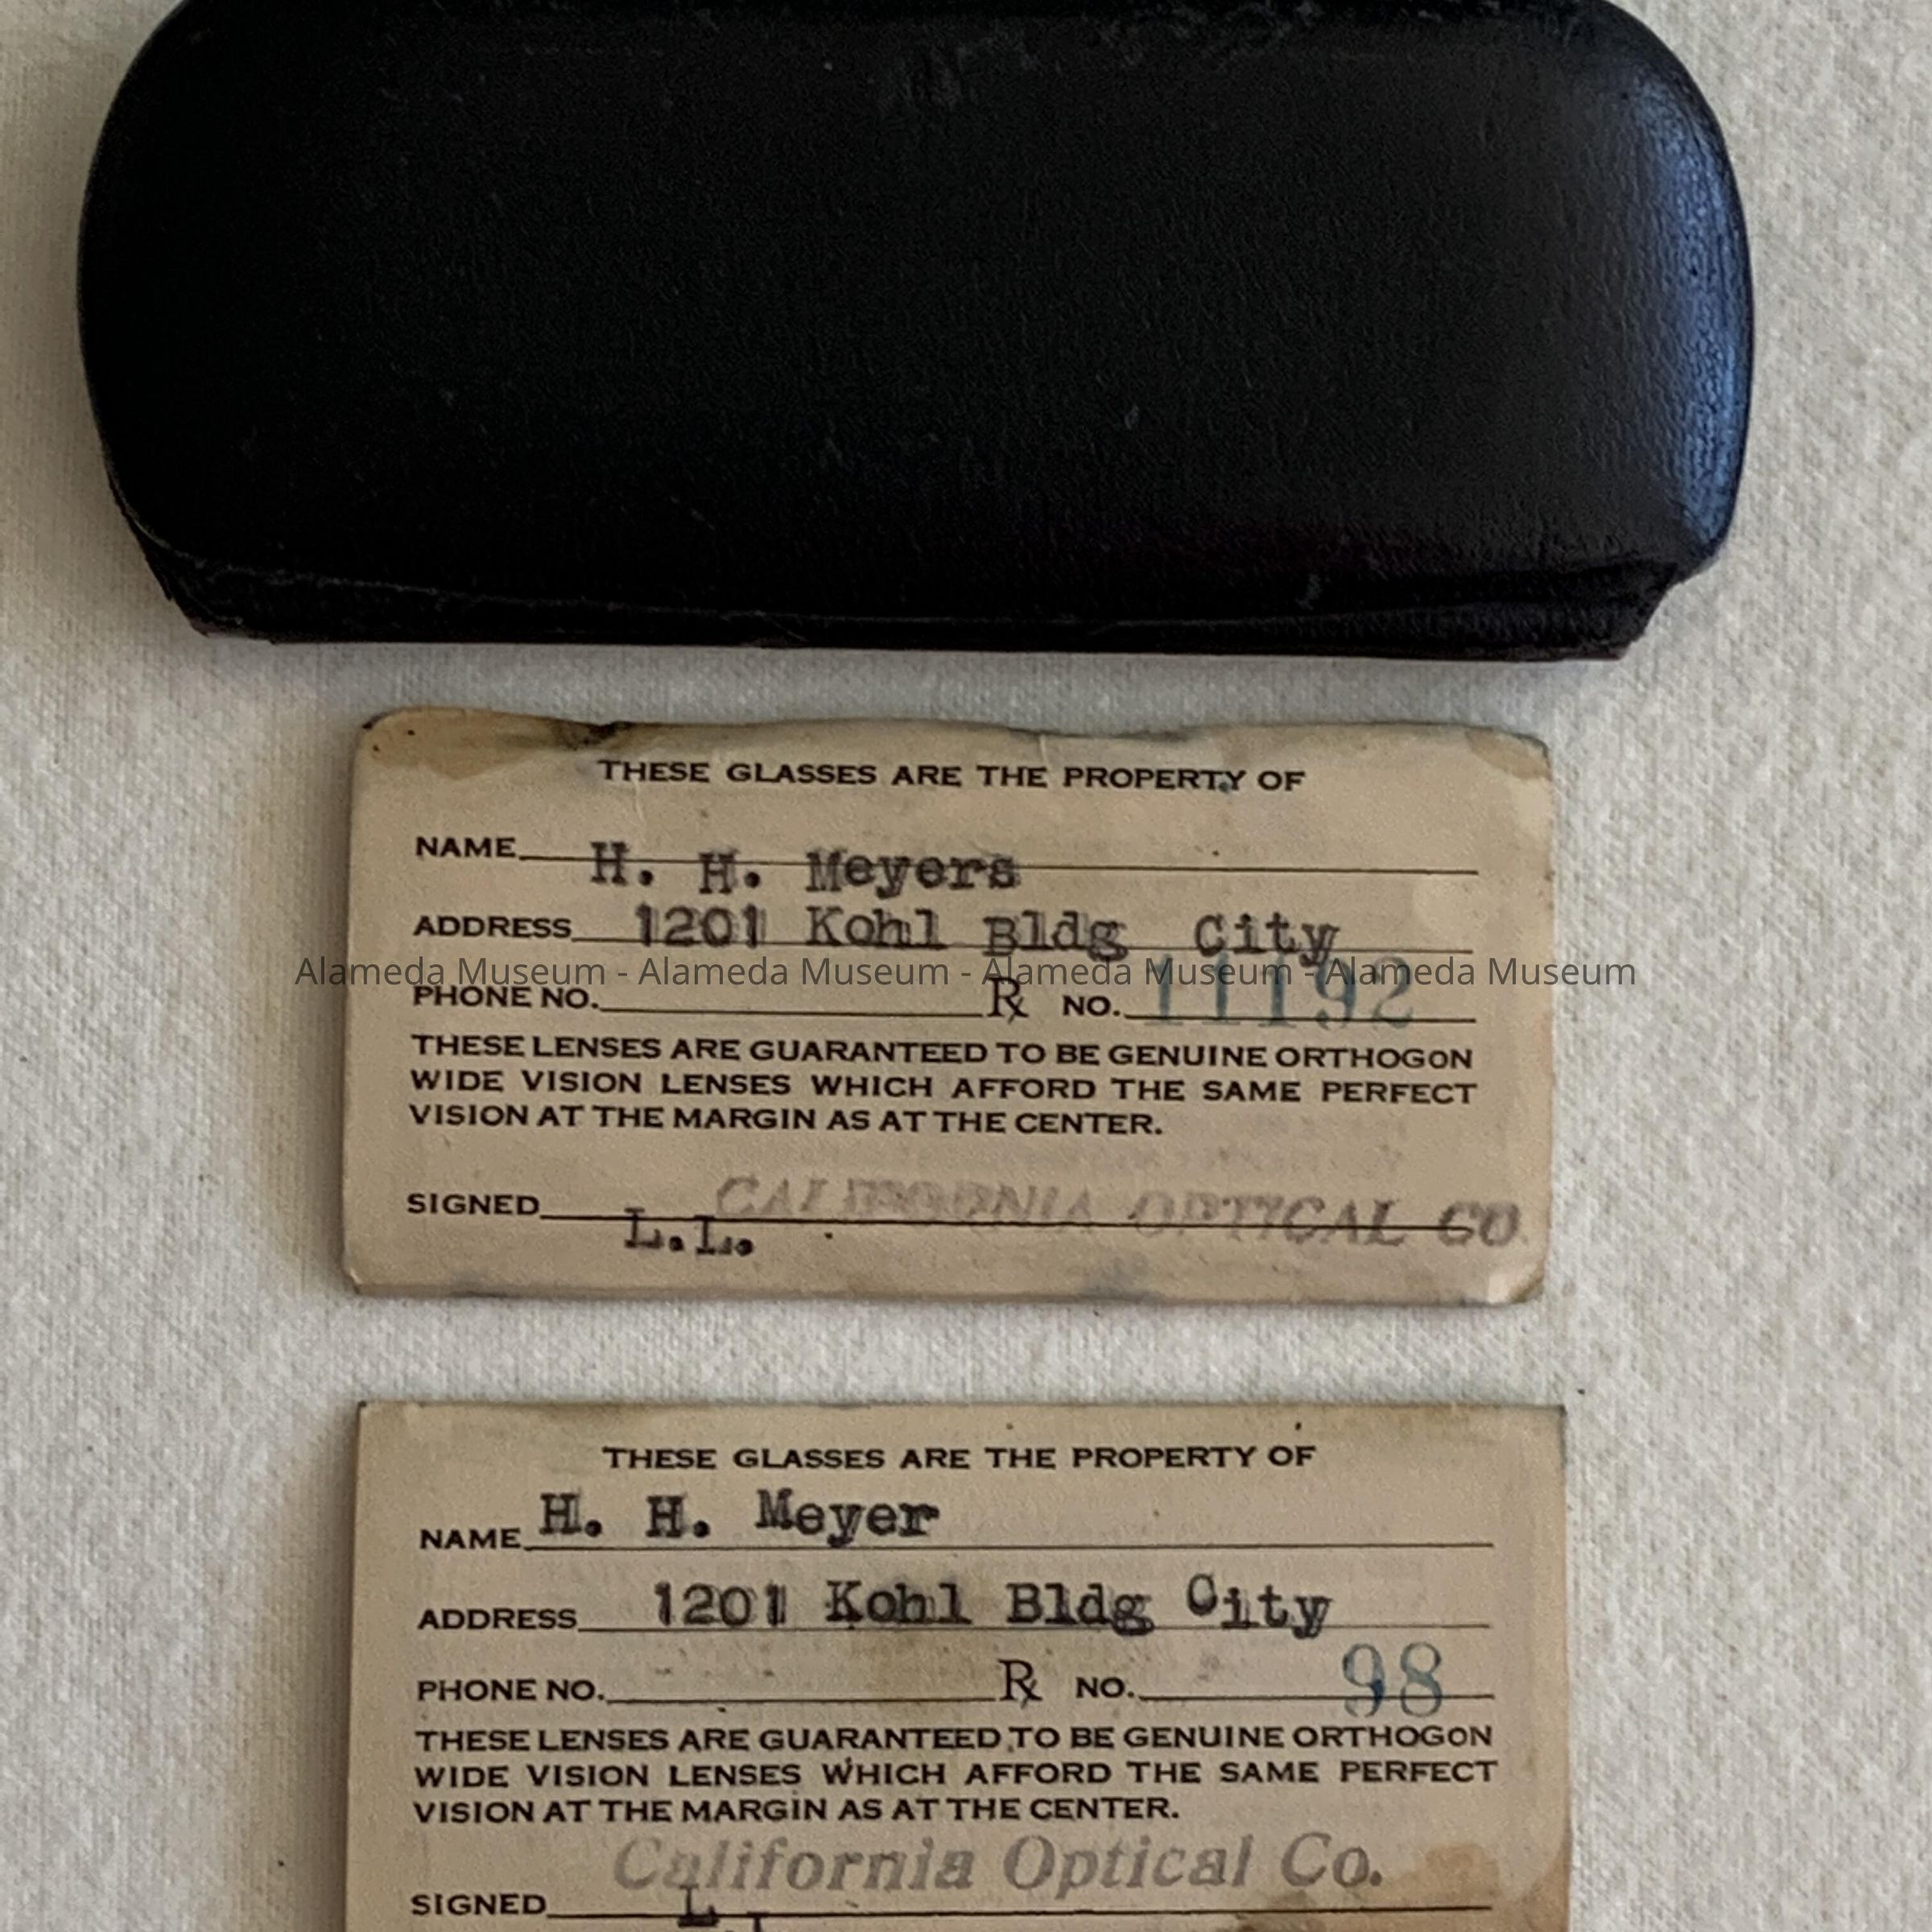 THESE GLASSES ARE THE PROPERTY OF
NAME H. H. Meyers
ADDRESS 1201 Kohl Bldg City
Alameda Museum - Alameda Museum - Alameda Museum - Alameda Museum
PHONE NO. ℞ NO. 11192
THESE LENSES ARE GUARANTEED TO BE GENUINE ORTHOGON
WIDE VISION LENSES WHICH AFFORD THE SAME PERFECT
VISION AT THE MARGIN AS AT THE CENTER.
CALIFORNIA OPTICAL CO
SIGNED L.L.
THESE GLASSES ARE THE PROPERTY OF
NAME H. H. Meyer
ADDRESS 1201 Kohl Bldg City
PHONE NO. ℞ NO. 98
THESE LENSES ARE GUARANTEED TO BE GENUINE ORTHOGON
WIDE VISION LENSES WHICH AFFORD THE SAME PERFECT
VISION AT THE MARGIN AS AT THE CENTER.
California Optical Co.
SIGNED L